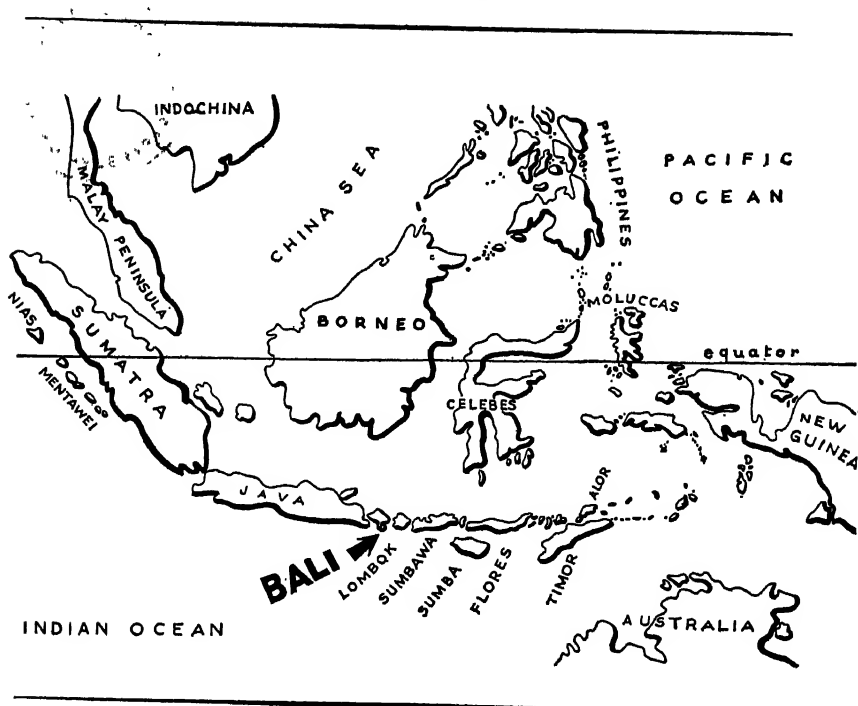 INDOCHINA
PHILIPPINES
PACIFIC
OCEAN
CHINA SEA
MALAY
PENINSULA
MOLUCCAS
NIAS
SUMATRA
BORNEO
equator
MENTAWEI
CELEBES
NEW
GUINEA
JAVA
ALOR
BALI
LOMBOK
SUMBAWA
SUMBA
FLORES
TIMOR
INDIAN OCEAN
AUSTRALIA